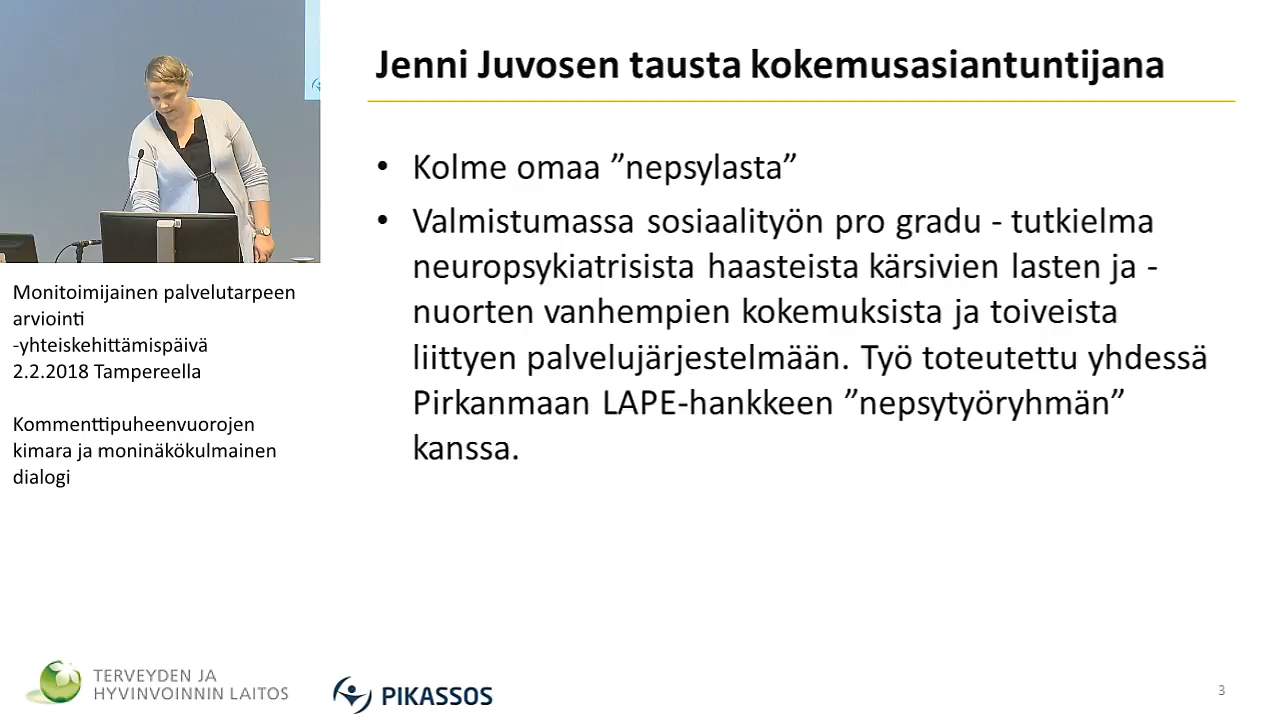 Jenni Juvosen tausta kokemusasiantuntijana
• Kolme omaa ”nepsylasta”
• Valmistumassa sosiaalityön pro gradu - tutkielma
neuropsykiatrisista haasteista kärsivien lasten ja -
nuorten vanhempien kokemuksista ja toiveista
liittyen palvelujärjestelmään. Työ toteutettu yhdessä
Pirkanmaan LAPE-hankkeen ”nepsytyöryhmän”
kanssa.
Monitoimijainen palvelutarpeen
arviointi
-yhteiskehittämispäivä
2.2.2018 Tampereella
Kommenttipuheenvuorojen
kimara ja moninäkökulmainen
dialogi
TERVEYDEN JA
HYVINVOINNIN LAITOS
PIKASSOS
3